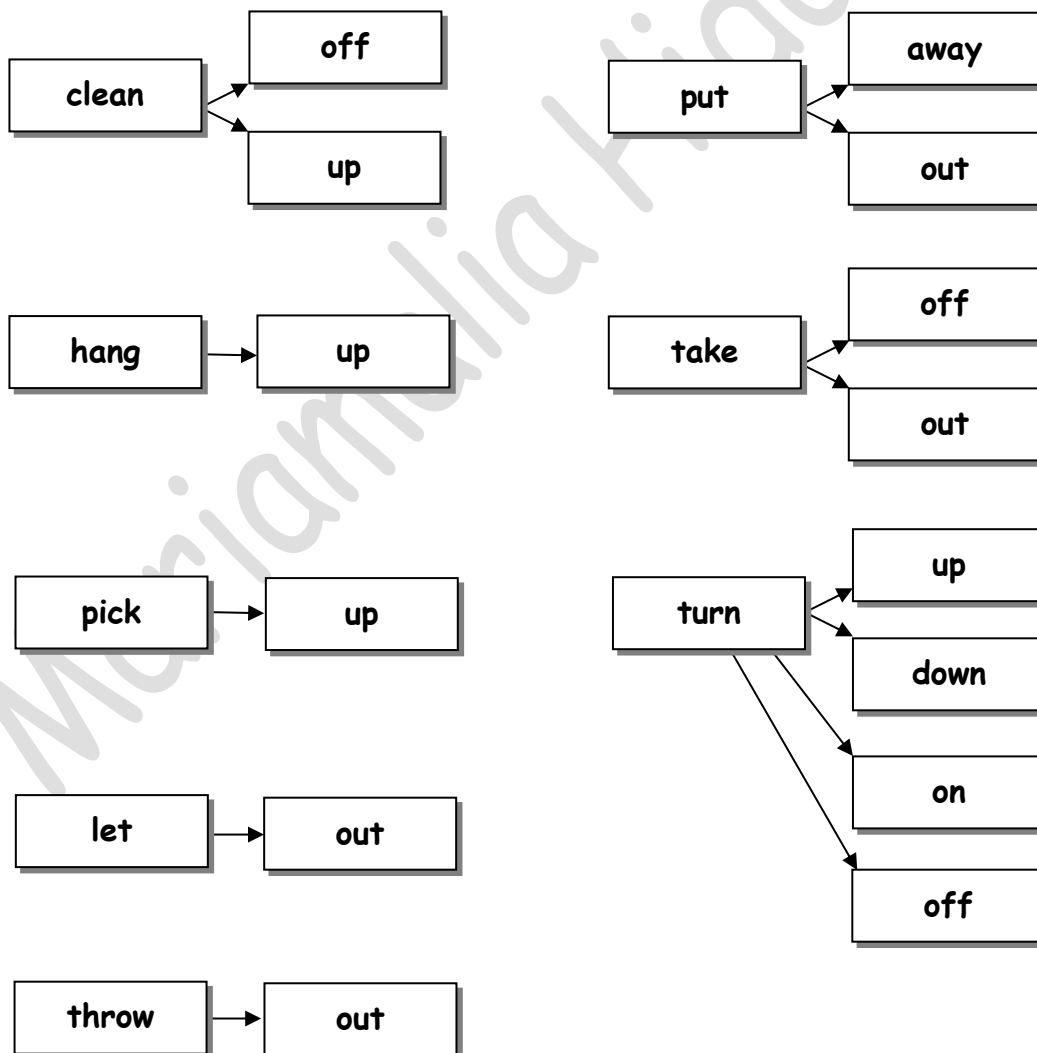 clean
off
up
hang
up
pick
up
let
out
throw
out
put
away
out
take
off
out
turn
up
down
on
off
Mariamalia